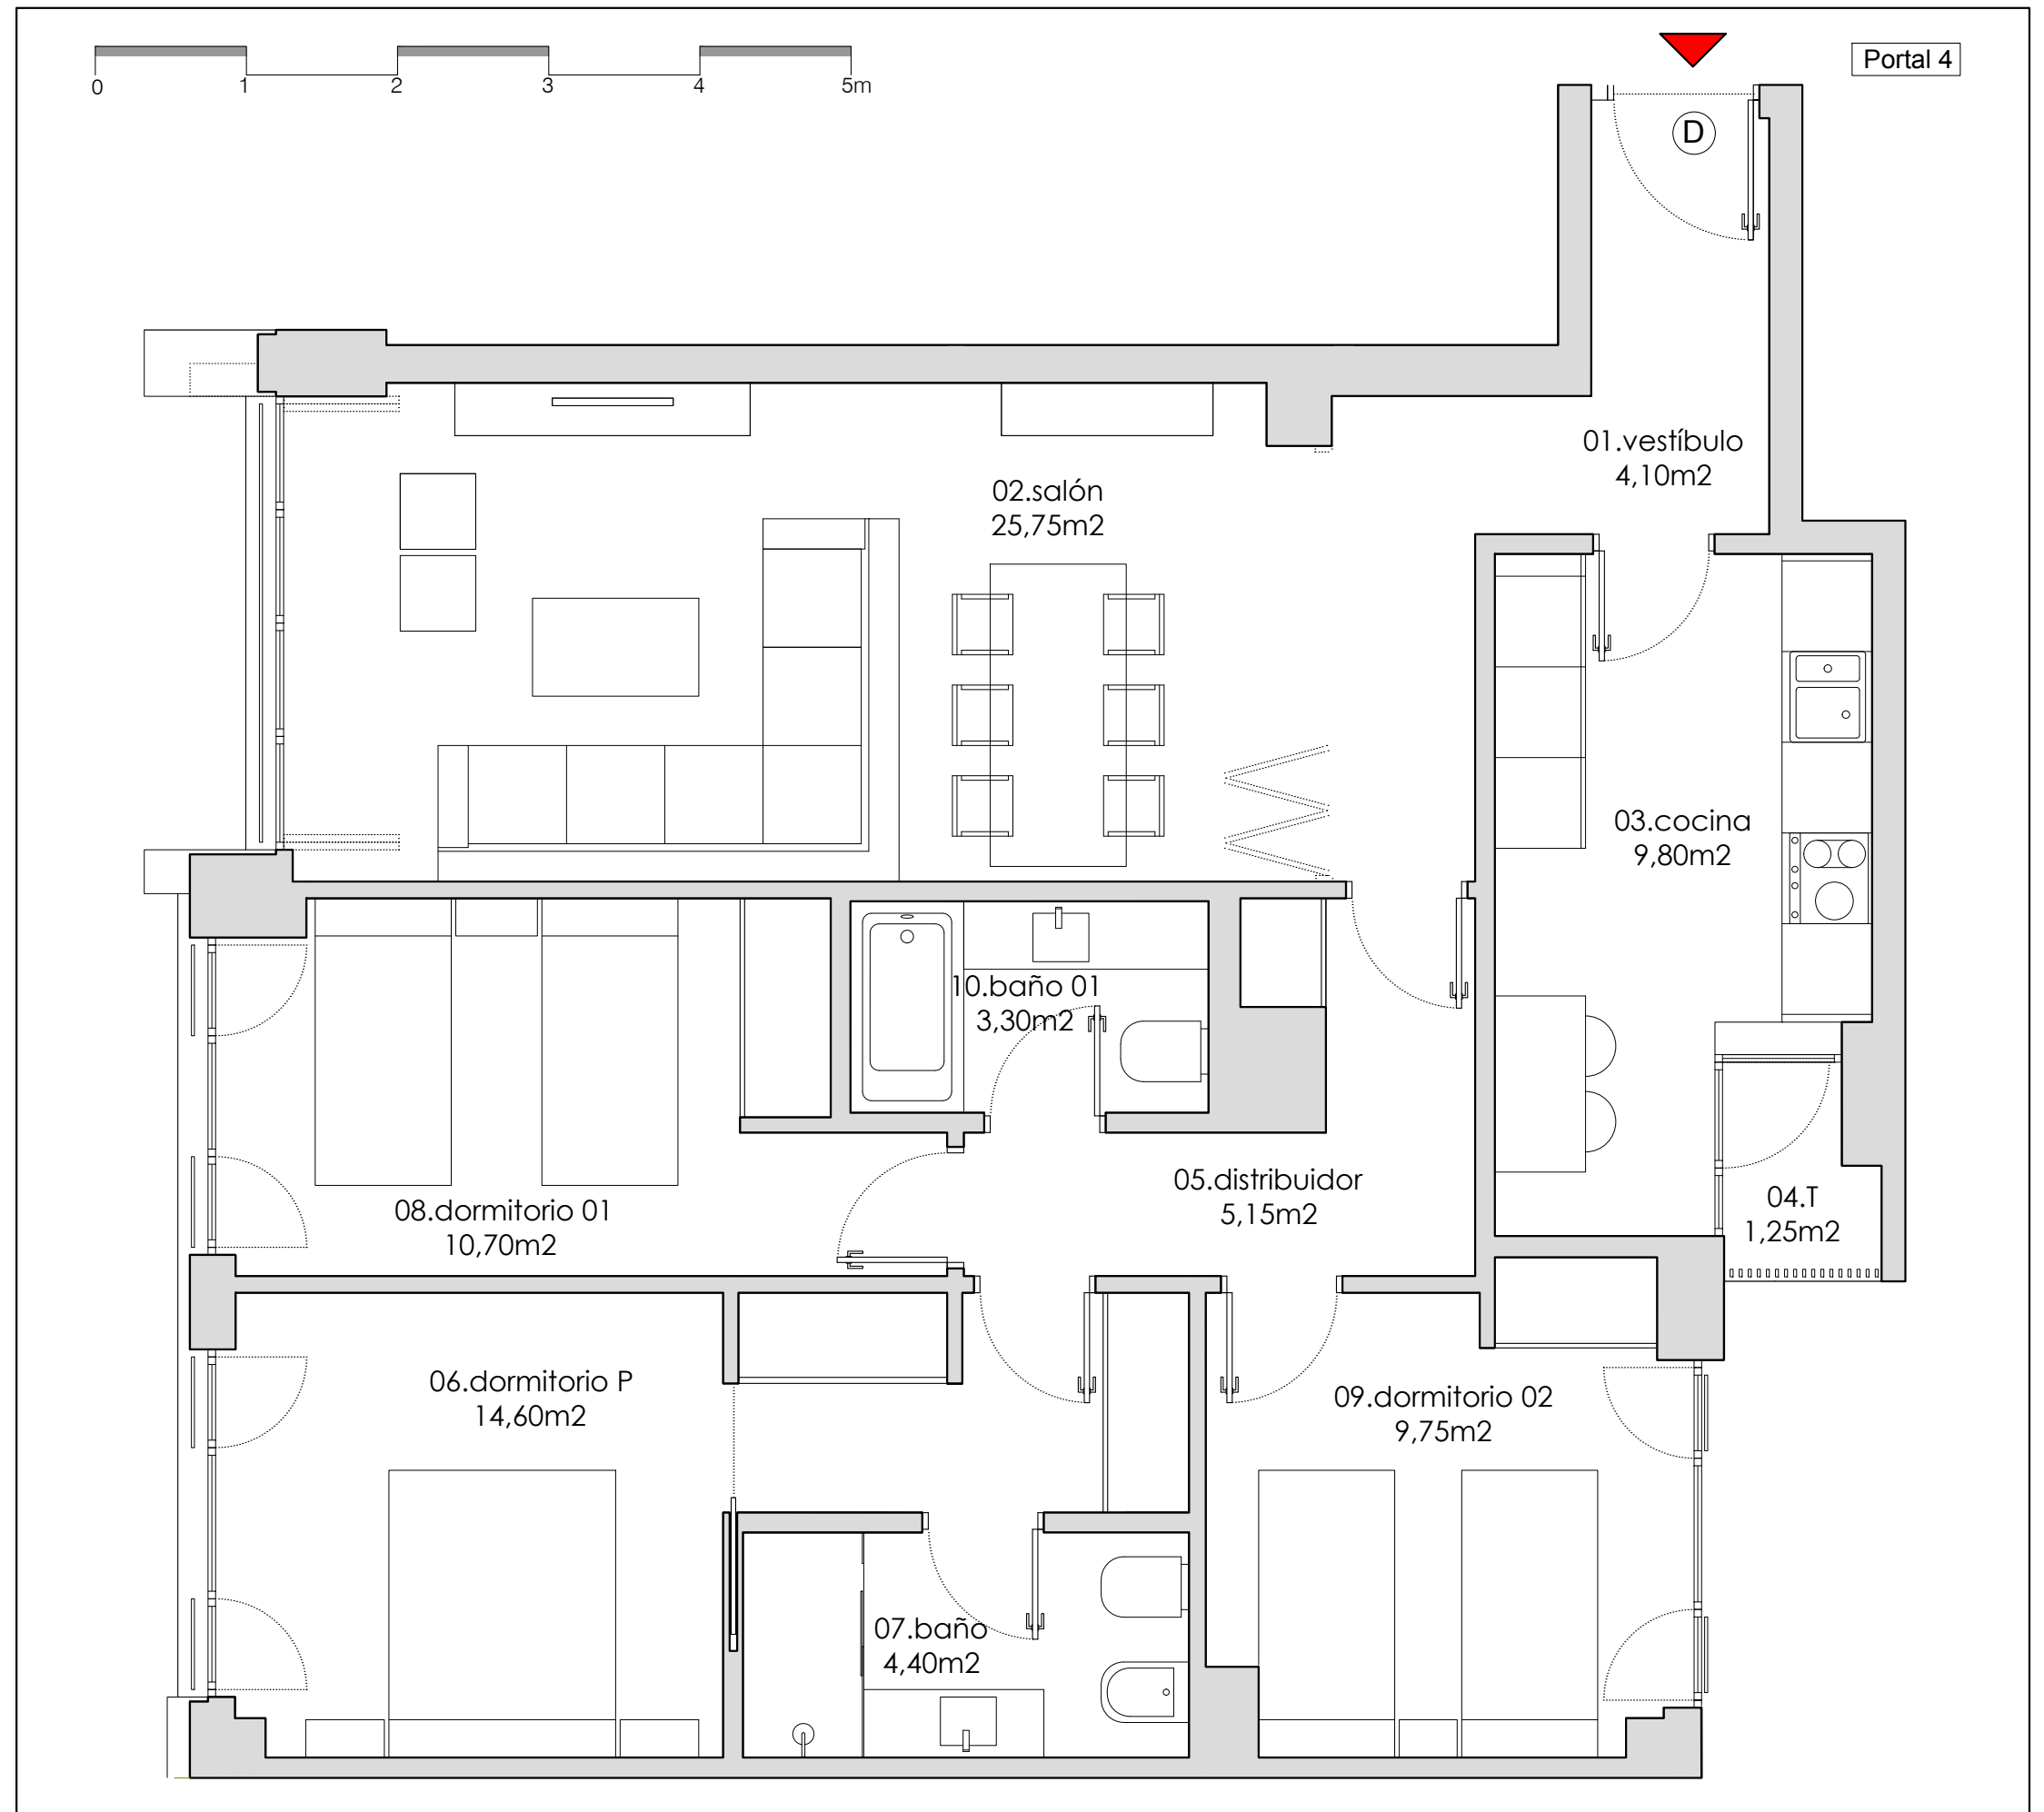 0 1 2 3 4 5m
Portal 4
D
01.vestíbulo
4,10m2
02.salón
25,75m2
03.cocina
9,80m2
10.baño 01
3,30m2
05.distribuidor
5,15m2
04.T
1,25m2
08.dormitorio 01
10,70m2
06.dormitorio P
14,60m2
09.dormitorio 02
9,75m2
07.baño
4,40m2